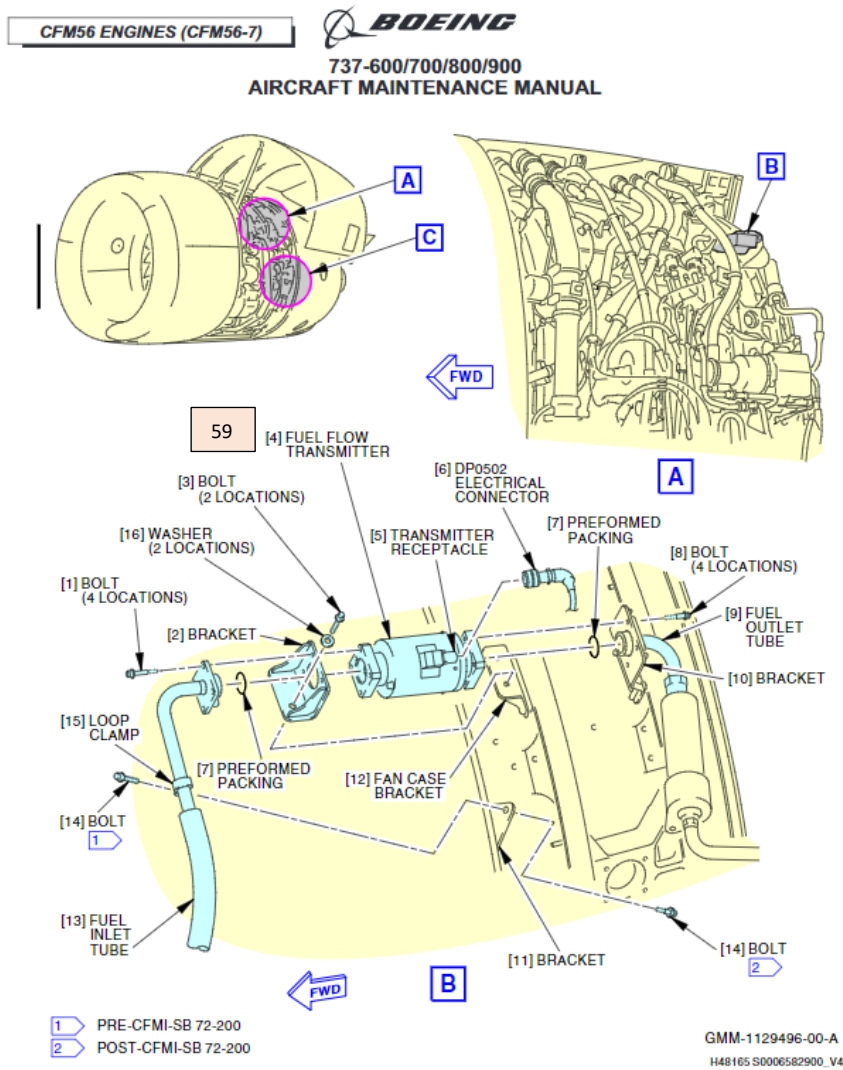 CFM56 ENGINES (CFM56-7)
BOEING
737-600/700/800/900
AIRCRAFT MAINTENANCE MANUAL
A
B
C
FWD
59
[4] FUEL FLOW
TRANSMITTER
A
[3] BOLT
(2 LOCATIONS)
[6] DP0502
ELECTRICAL
CONNECTOR
[16] WASHER
(2 LOCATIONS)
[5] TRANSMITTER
RECEPTACLE
[7] PREFORMED
PACKING
[8] BOLT
(4 LOCATIONS)
[1] BOLT
(4 LOCATIONS)
[9] FUEL
OUTLET
TUBE
[2] BRACKET
[10] BRACKET
[15] LOOP
CLAMP
[7] PREFORMED
PACKING
[12] FAN CASE
BRACKET
[14] BOLT
1
[13] FUEL
INLET
TUBE
[11] BRACKET
[14] BOLT
2
FWD
B
1 PRE-CFMI-SB 72-200
2 POST-CFMI-SB 72-200
GMM-1129496-00-A
H48165 S0006582900_V4